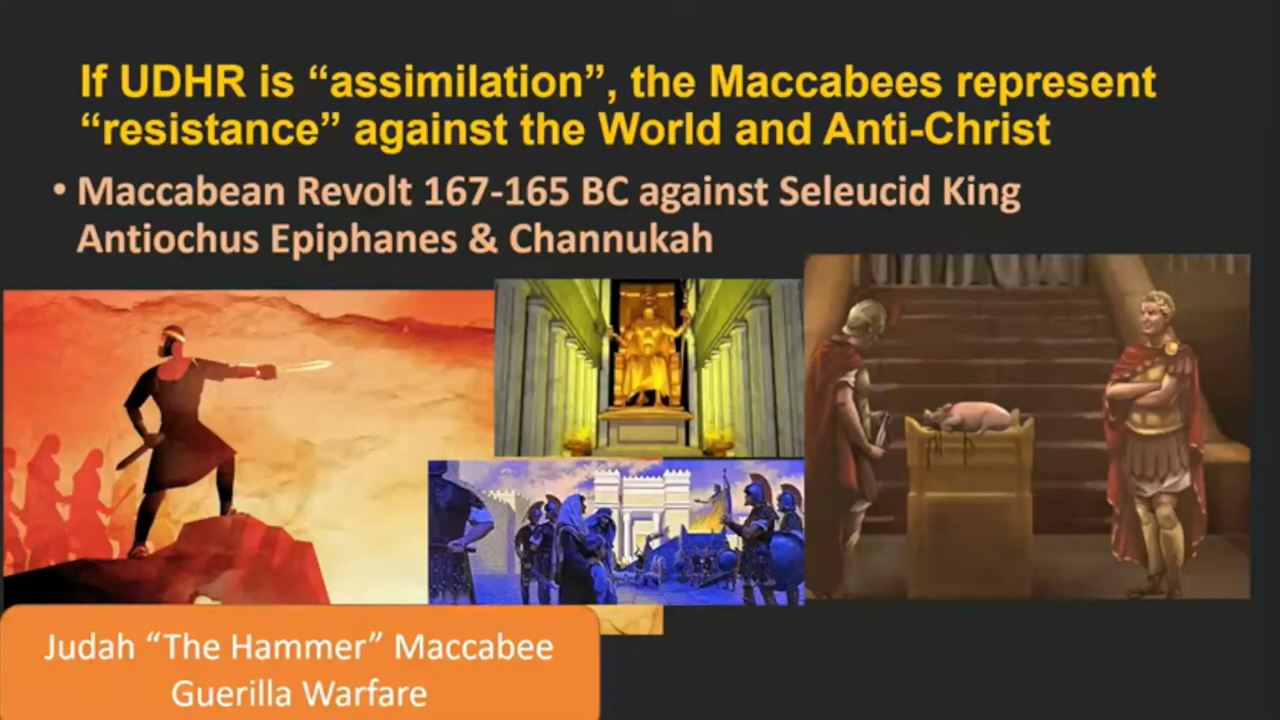 If UDHR is “assimilation”, the Maccabees represent
“resistance” against the World and Anti-Christ
• Maccabean Revolt 167-165 BC against Seleucid King
Antiochus Epiphanes & Channukah
Judah “The Hammer” Maccabee
Guerilla Warfare